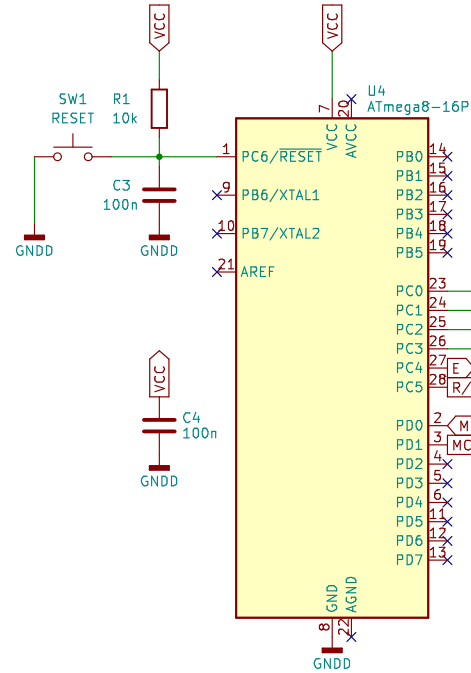 VCC
VCC
SW1
RESET
R1
10k
U4
ATmega8-16P
7
VCC
20
AVCC
1
PC6/RESET
C3
100n
9
PB6/XTAL1
10
PB7/XTAL2
21
AREF
GNDD
GNDD
PB0
14
PB1
15
PB2
16
PB3
17
PB4
18
PB5
19
PC0
23
PC1
24
PC2
25
PC3
26
PC4
27
E
PC5
28
R/
VCC
C4
100n
GNDD
PD0
2
M
PD1
3
MC
PD2
4
PD3
5
PD4
6
PD5
11
PD6
12
PD7
13
GND
8
AGND
22
GNDD